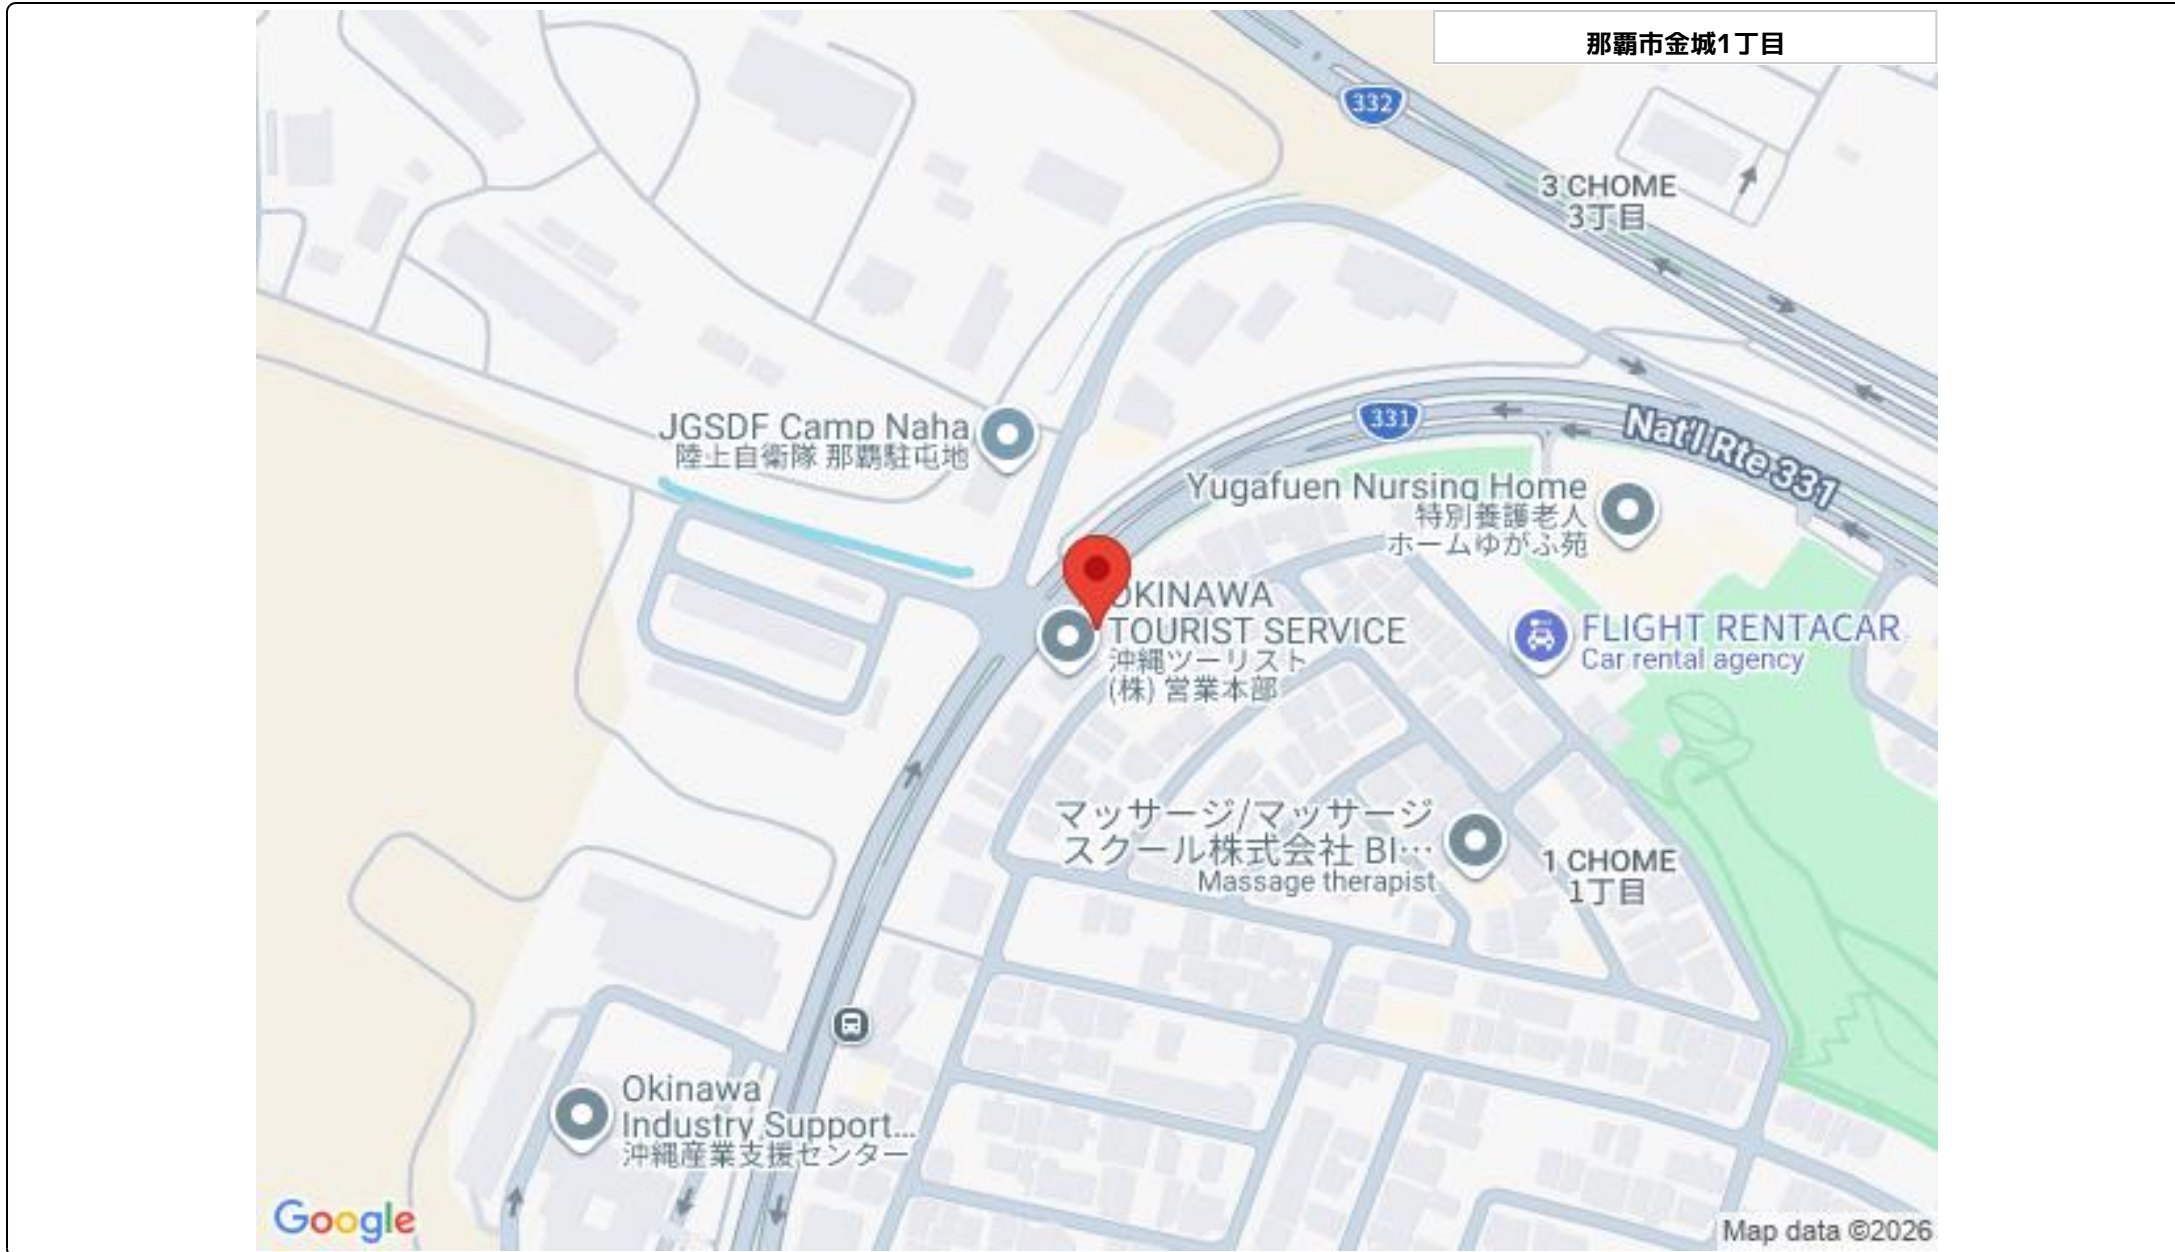 那覇市金城1丁目
332
3 CHOME
3丁目
331
Nat'l Rte 331
JGSDF Camp Naha
陸上自衛隊 那覇駐屯地
Yugafuen Nursing Home
特別養護老人
ホームゆがふ苑
OKINAWA
TOURIST SERVICE
沖縄ツーリスト
(株) 営業本部
FLIGHT RENTACAR
Car rental agency
マッサージ/マッサージ
スクール株式会社 BI…
Massage therapist
1 CHOME
1丁目
Okinawa
Industry Support...
沖縄産業支援センター
Google
Map data ©2026